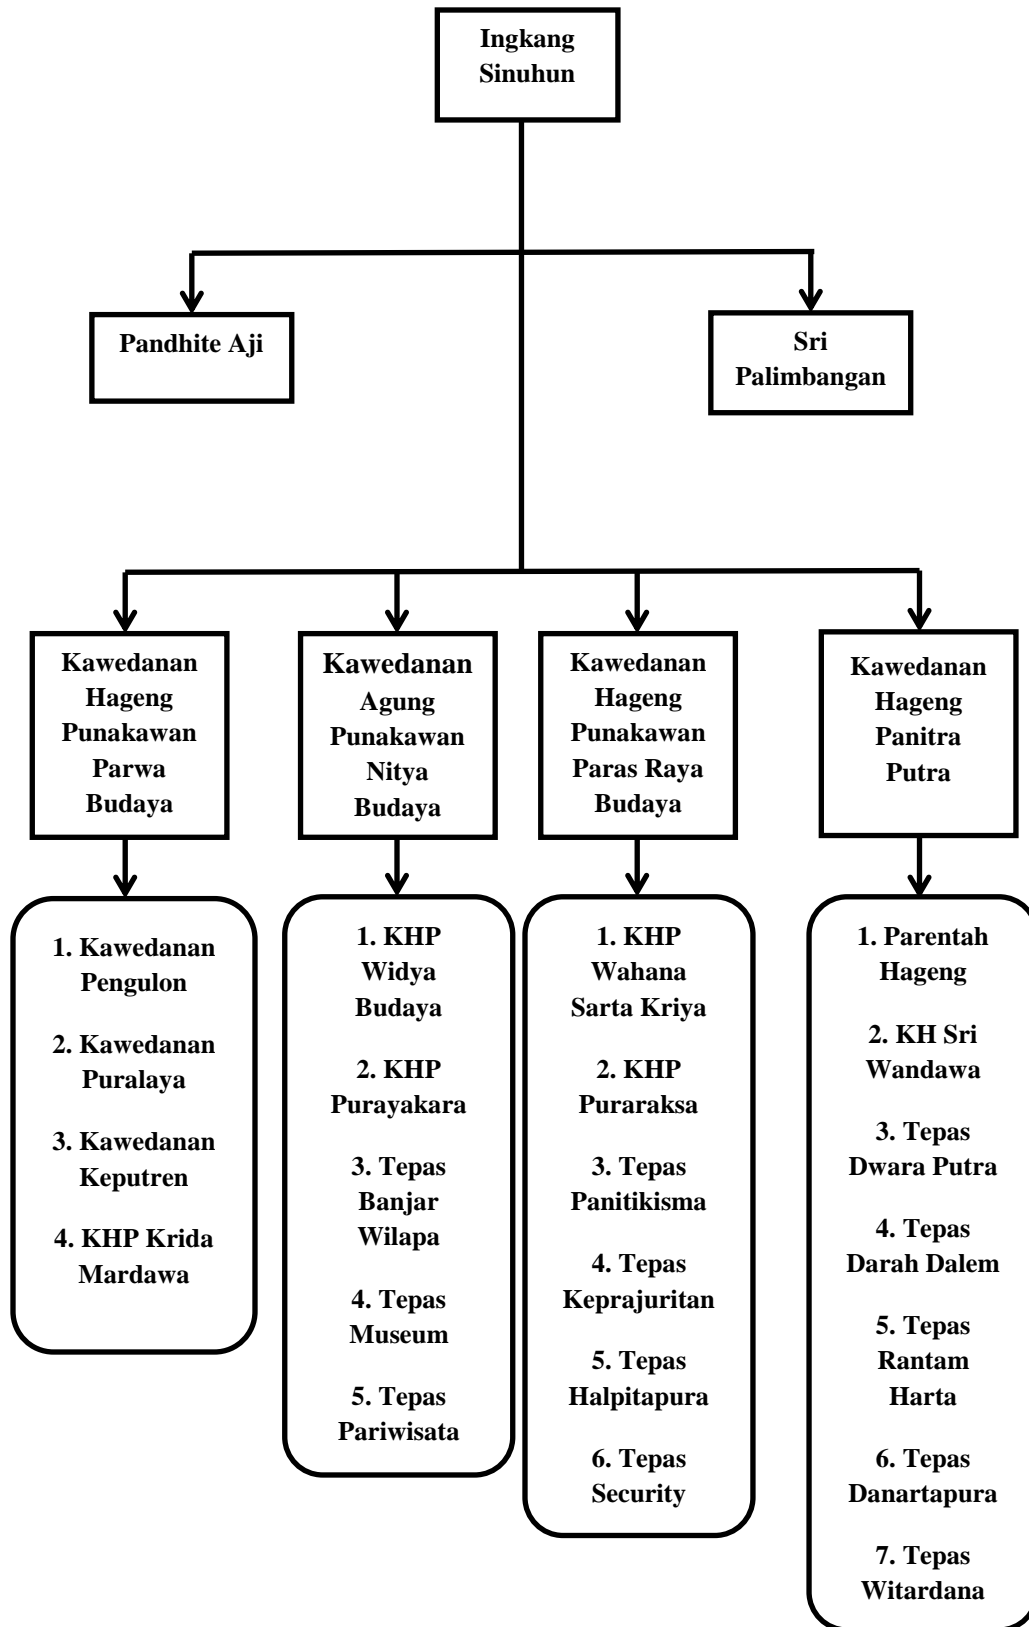 Ingkang
Sinuhun
Pandhite Aji
Sri
Palimbangan
Kawedanan
Hageng
Punakawan
Parwa
Budaya
Kawedanan
Agung
Punakawan
Nitya
Budaya
Kawedanan
Hageng
Punakawan
Paras Raya
Budaya
Kawedanan
Hageng
Panitra
Putra
1. Kawedanan
Pengulon
2. Kawedanan
Puralaya
3. Kawedanan
Keputren
4. KHP Krida
Mardawa
1. KHP
Widya
Budaya
2. KHP
Purayakara
3. Tepas
Banjar
Wilapa
4. Tepas
Museum
5. Tepas
Pariwisata
1. KHP
Wahana
Sarta Kriya
2. KHP
Puraraksa
3. Tepas
Panitikisma
4. Tepas
Keprajuritan
5. Tepas
Halpitapura
6. Tepas
Security
1. Parentah
Hageng
2. KH Sri
Wandawa
3. Tepas
Dwara Putra
4. Tepas
Darah Dalem
5. Tepas
Rantam
Harta
6. Tepas
Danartapura
7. Tepas
Witardana